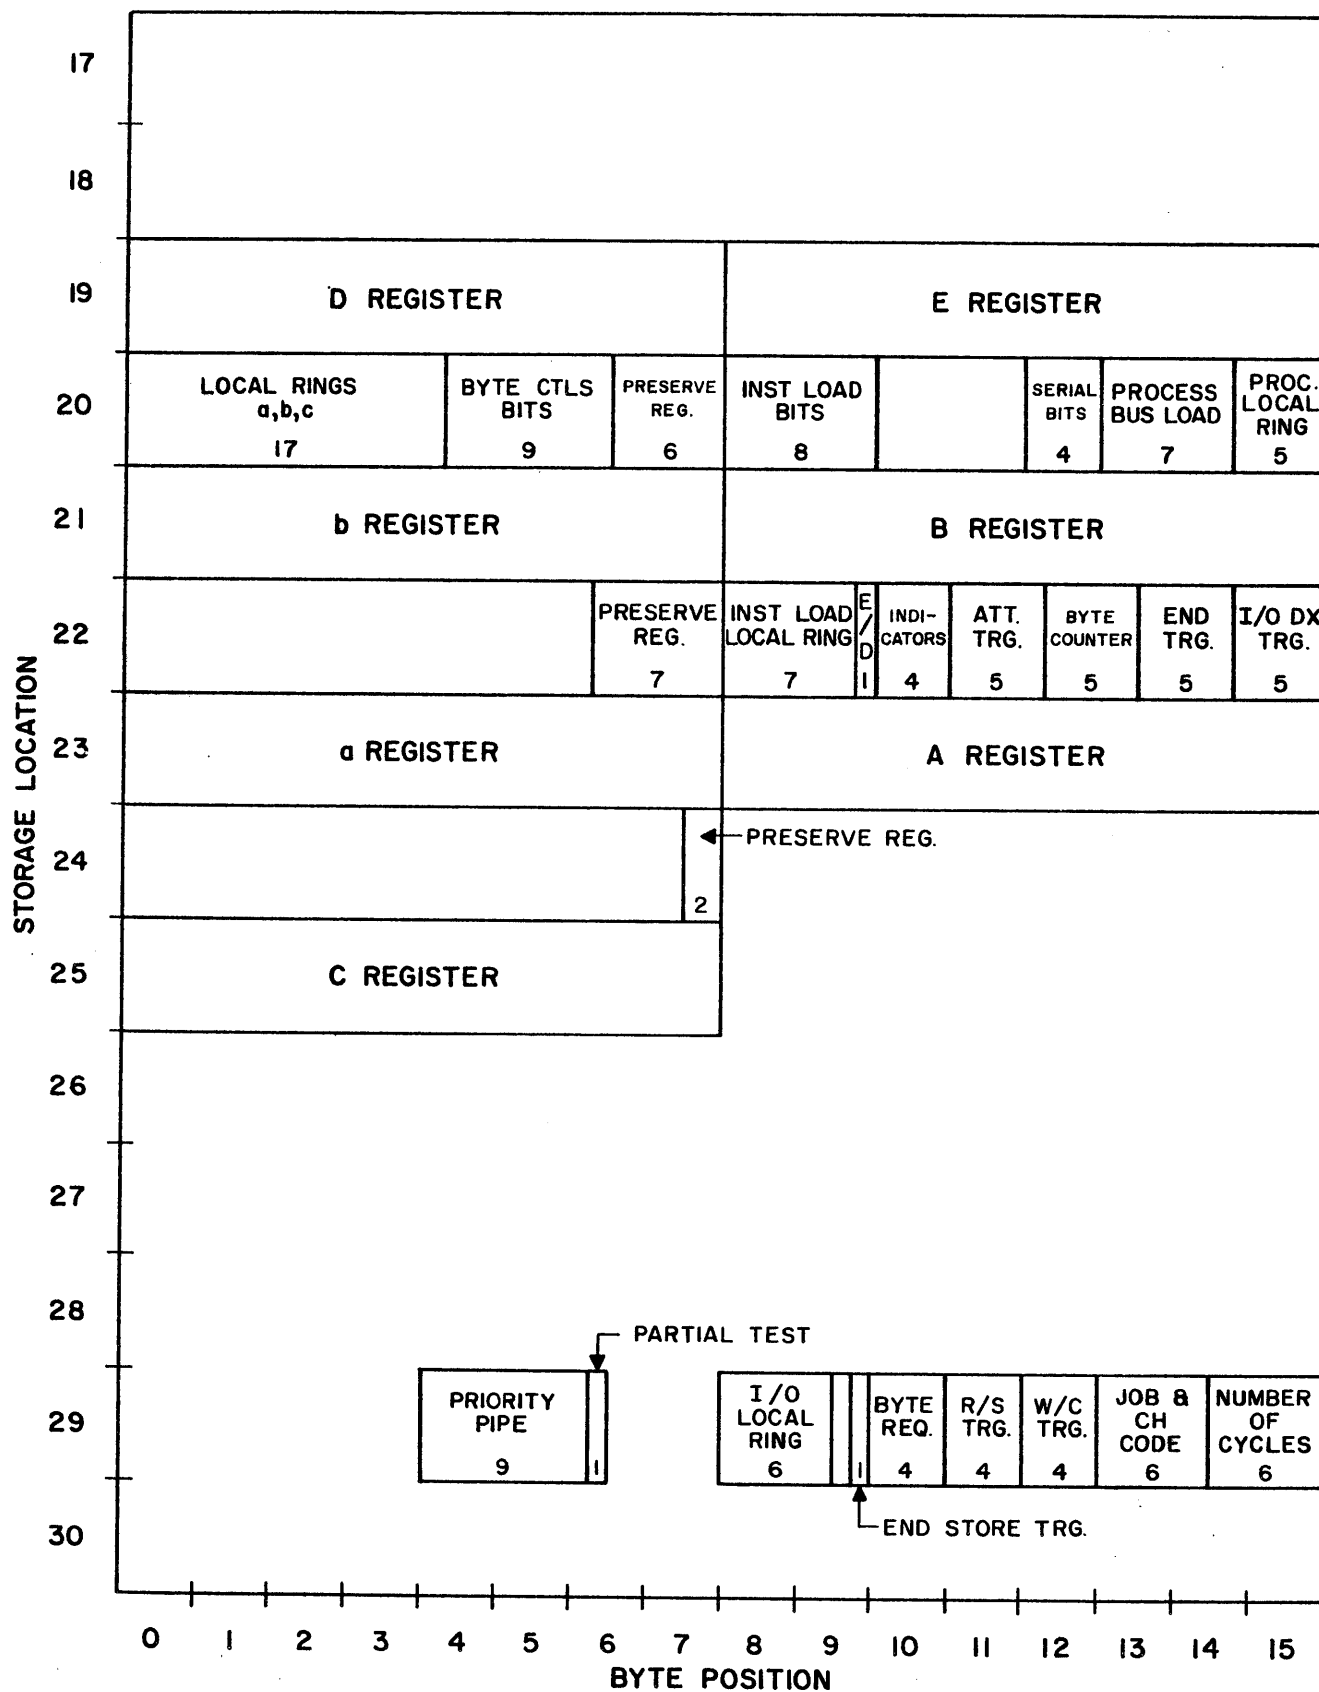 17
18
19
D REGISTER
E REGISTER
20
LOCAL RINGS
a,b,c
17
BYTE CTLS
BITS
9
PRESERVE
REG.
6
INST LOAD
BITS
8
SERIAL
BITS
4
PROCESS
BUS LOAD
7
PROC.
LOCAL
RING
5
21
b REGISTER
B REGISTER
22
PRESERVE
REG.
7
INST LOAD
LOCAL RING
7
E
/
D
1
INDI-
CATORS
4
ATT.
TRG.
5
BYTE
COUNTER
5
END
TRG.
5
I/O DX
TRG.
5
23
a REGISTER
A REGISTER
24
PRESERVE REG.
2
25
C REGISTER
26
27
28
PARTIAL TEST
29
PRIORITY
PIPE
9
1
I/O
LOCAL
RING
6
1
BYTE
REQ.
4
R/S
TRG.
4
W/C
TRG.
4
JOB &
CH
CODE
6
NUMBER
OF
CYCLES
6
END STORE TRG.
30
STORAGE LOCATION
0 1 2 3 4 5 6 7 8 9 10 11 12 13 14 15
BYTE POSITION